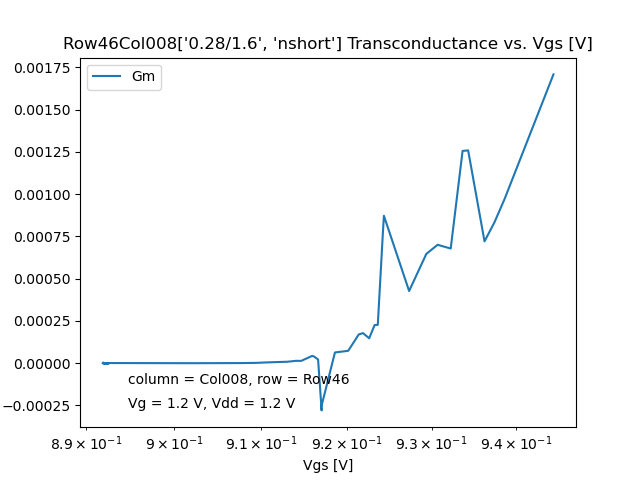 Row46Col008['0.28/1.6', 'nshort'] Transconductance vs. Vgs [V]
Gm
0.00175
0.00150
0.00125
0.00100
0.00075
0.00050
0.00025
0.00000
−0.00025
column = Col008, row = Row46
Vg = 1.2 V, Vdd = 1.2 V
8.9 × 10⁻¹ 9 × 10⁻¹ 9.1 × 10⁻¹ 9.2 × 10⁻¹ 9.3 × 10⁻¹ 9.4 × 10⁻¹
Vgs [V]